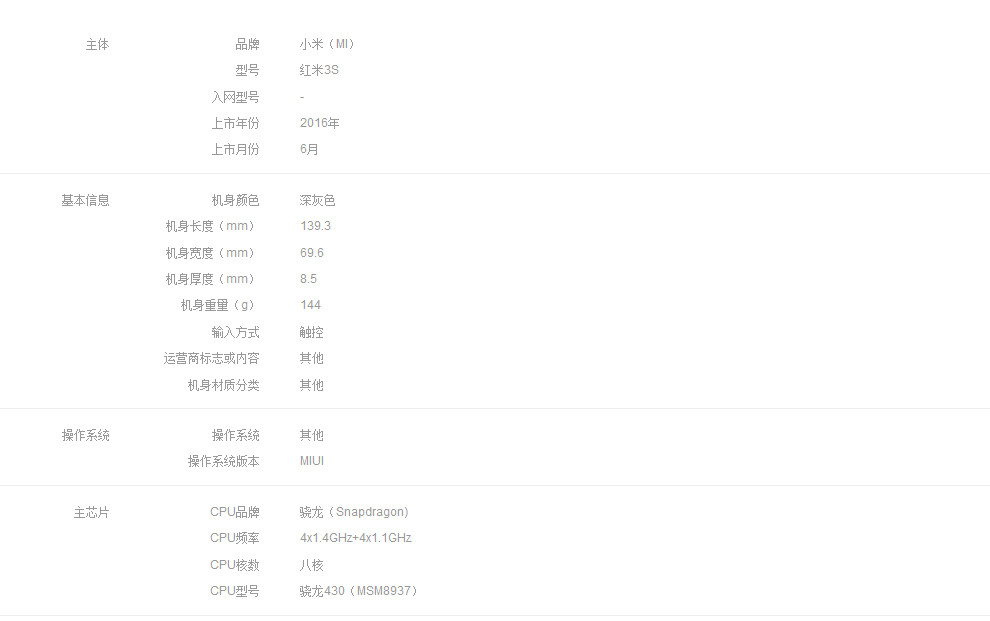 主体 品牌 小米（MI）
型号 红米3S
入网型号 -
上市年份 2016年
上市月份 6月
基本信息 机身颜色 深灰色
机身长度（mm） 139.3
机身宽度（mm） 69.6
机身厚度（mm） 8.5
机身重量（g） 144
输入方式 触控
运营商标志或内容 其他
机身材质分类 其他
操作系统 操作系统 其他
操作系统版本 MIUI
主芯片 CPU品牌 骁龙（Snapdragon)
CPU频率 4x1.4GHz+4x1.1GHz
CPU核数 八核
CPU型号 骁龙430（MSM8937）